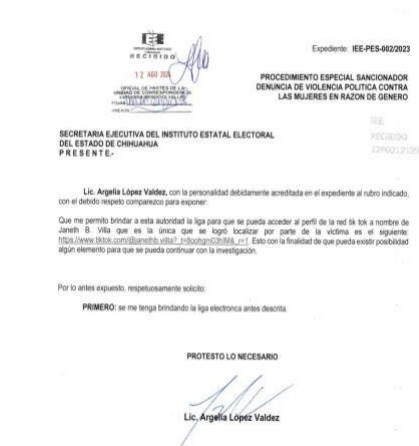 RECIBIDO
12 AGO
Expediente: IEE-PES-002/2023
PROCEDIMIENTO ESPECIAL SANCIONADOR
DENUNCIA DE VIOLENCIA POLITICA CONTRA
LAS MUJERES EN RAZON DE GENERO
IEE
RECIBIDO
SECRETARIA EJECUTIVA DEL INSTITUTO ESTATAL ELECTORAL
DEL ESTADO DE CHIHUAHUA
P R E S E N T E.-
Lic. Argelia López Valdez, con la personalidad debidamente acreditada en el expediente al rubro indicado,
con el debido respeto comparezco para exponer:
Que me permito brindar a esta autoridad la liga para que se pueda acceder al perfil de la red tik tok a nombre de
Janeth B. Villa que es la única que se logró localizar por parte de la victima es el siguiente:
Esto con la finalidad de que pueda existir posibilidad
algún elemento para que se pueda continuar con la investigación.
Por lo antes expuesto, respetuosamente solicito:
PRIMERO: se me tenga brindando la liga electronca antes descrita.
PROTESTO LO NECESARIO
Lic. Argelia López Valdez